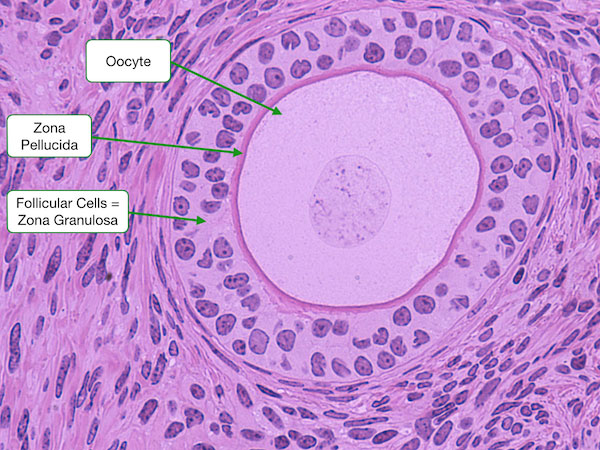 Oocyte
Zona
Pellucida
Follicular Cells =
Zona Granulosa